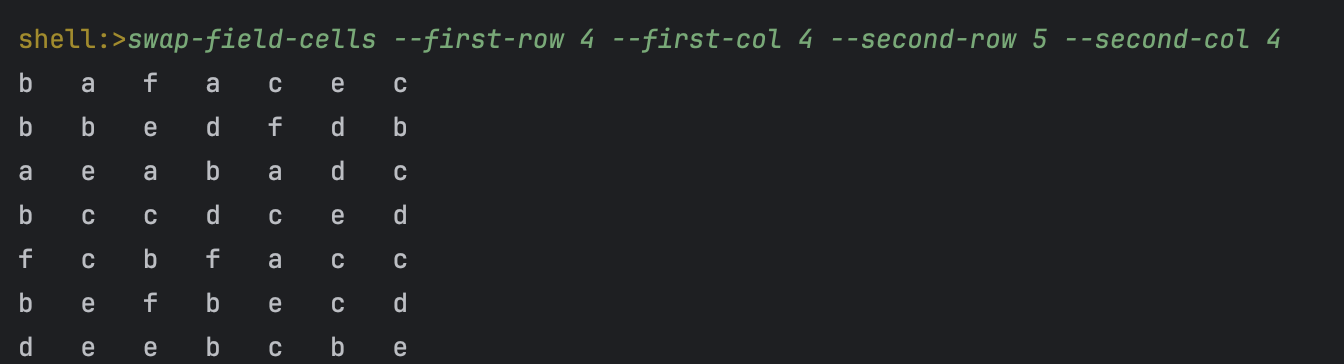 shell:>swap-field-cells --first-row 4 --first-col 4 --second-row 5 --second-col 4
b a f a c e c
b b e d f d b
a e a b a d c
b c c d c e d
f c b f a c c
b e f b e c d
d e e b c b e